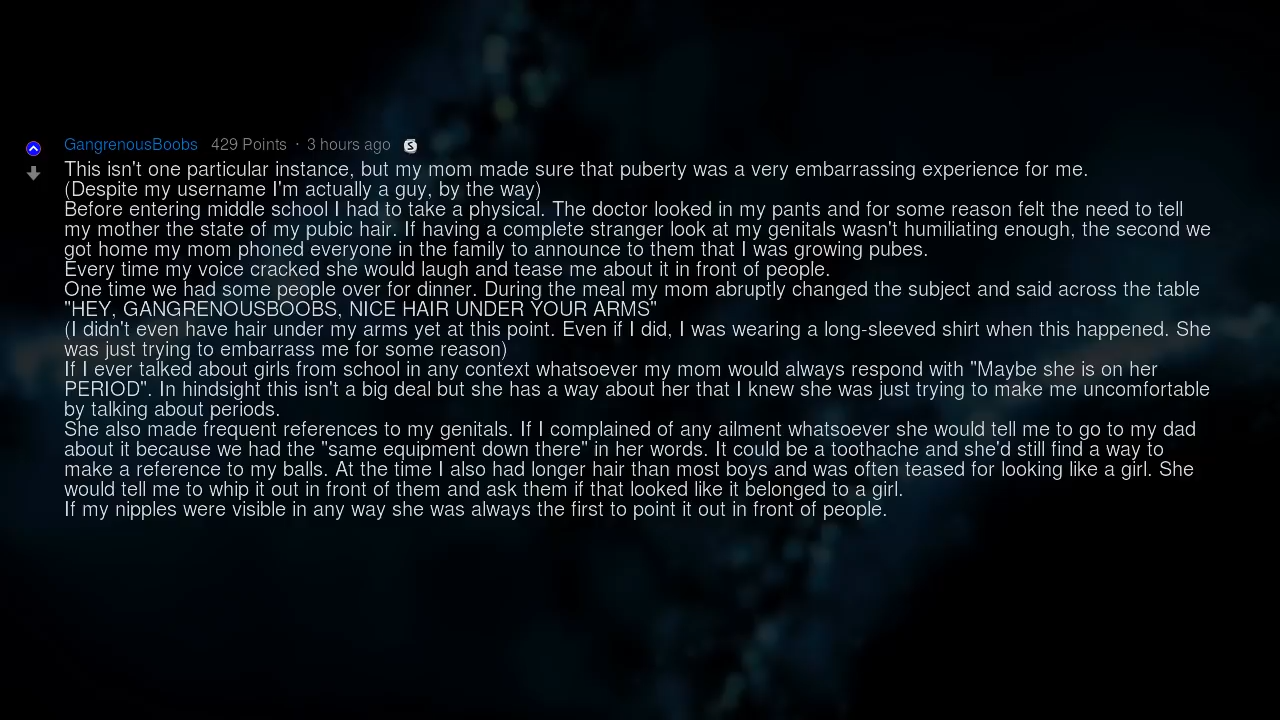 GangrenousBoobs 429 Points · 3 hours ago S
This isn't one particular instance, but my mom made sure that puberty was a very embarrassing experience for me.
(Despite my username I'm actually a guy, by the way)
Before entering middle school I had to take a physical. The doctor looked in my pants and for some reason felt the need to tell
my mother the state of my pubic hair. If having a complete stranger look at my genitals wasn't humiliating enough, the second we
got home my mom phoned everyone in the family to announce to them that I was growing pubes.
Every time my voice cracked she would laugh and tease me about it in front of people.
One time we had some people over for dinner. During the meal my mom abruptly changed the subject and said across the table
"HEY, GANGRENOUSBOOBS, NICE HAIR UNDER YOUR ARMS"
(I didn't even have hair under my arms yet at this point. Even if I did, I was wearing a long-sleeved shirt when this happened. She
was just trying to embarrass me for some reason)
If I ever talked about girls from school in any context whatsoever my mom would always respond with "Maybe she is on her
PERIOD". In hindsight this isn't a big deal but she has a way about her that I knew she was just trying to make me uncomfortable
by talking about periods.
She also made frequent references to my genitals. If I complained of any ailment whatsoever she would tell me to go to my dad
about it because we had the "same equipment down there" in her words. It could be a toothache and she'd still find a way to
make a reference to my balls. At the time I also had longer hair than most boys and was often teased for looking like a girl. She
would tell me to whip it out in front of them and ask them if that looked like it belonged to a girl.
If my nipples were visible in any way she was always the first to point it out in front of people.